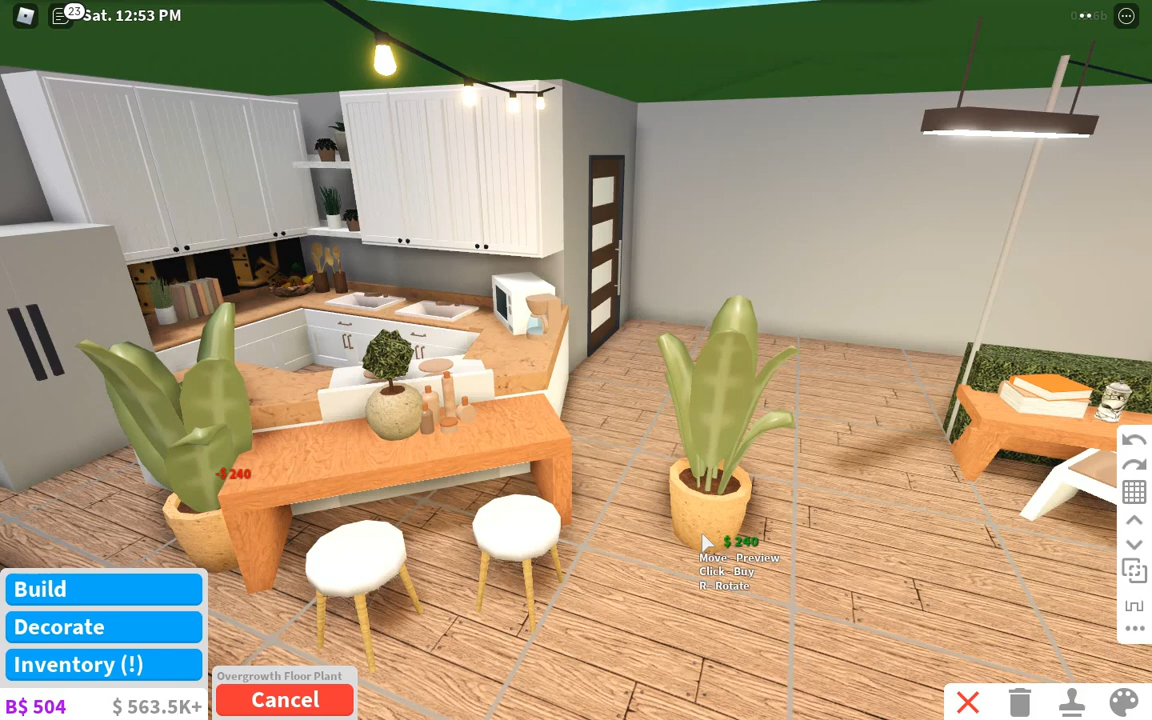 23
Sat. 12:53 PM
-$ 240
$ 240
Move- Preview
Click- Buy
R- Rotate
Build
Decorate
Inventory (!)
Overgrowth Floor Plant
Cancel
B$ 504
$ 563.5K+